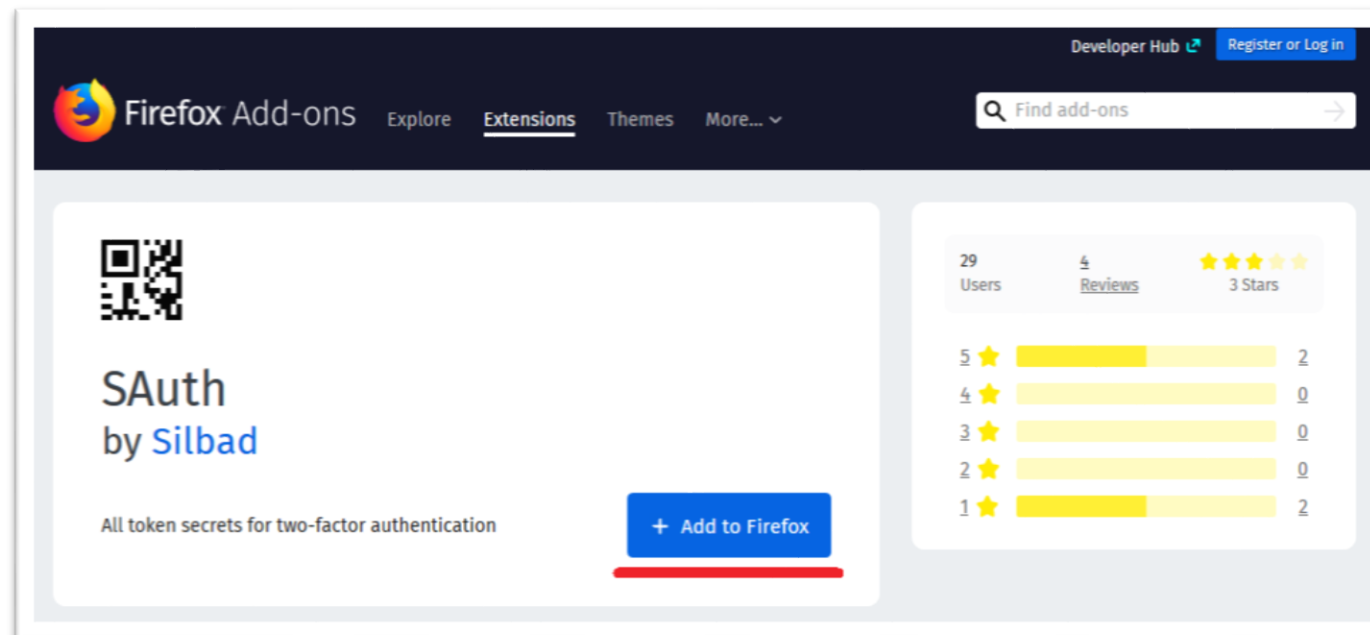 Developer Hub Register or Log in
Firefox Add-ons Explore Extensions Themes More...
Find add-ons
SAuth
by Silbad
All token secrets for two-factor authentication
+ Add to Firefox
29 4
Users Reviews 3 Stars
5 2
4 0
3 0
2 0
1 2